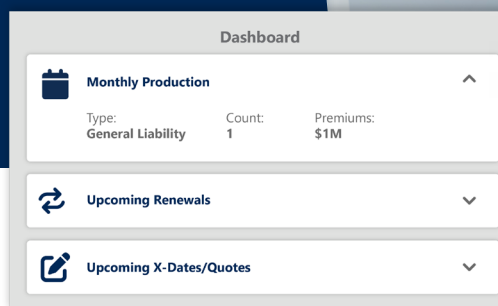 Dashboard
Monthly Production
Type: Count: Premiums:
General Liability 1 $1M
Upcoming Renewals
Upcoming X-Dates/Quotes